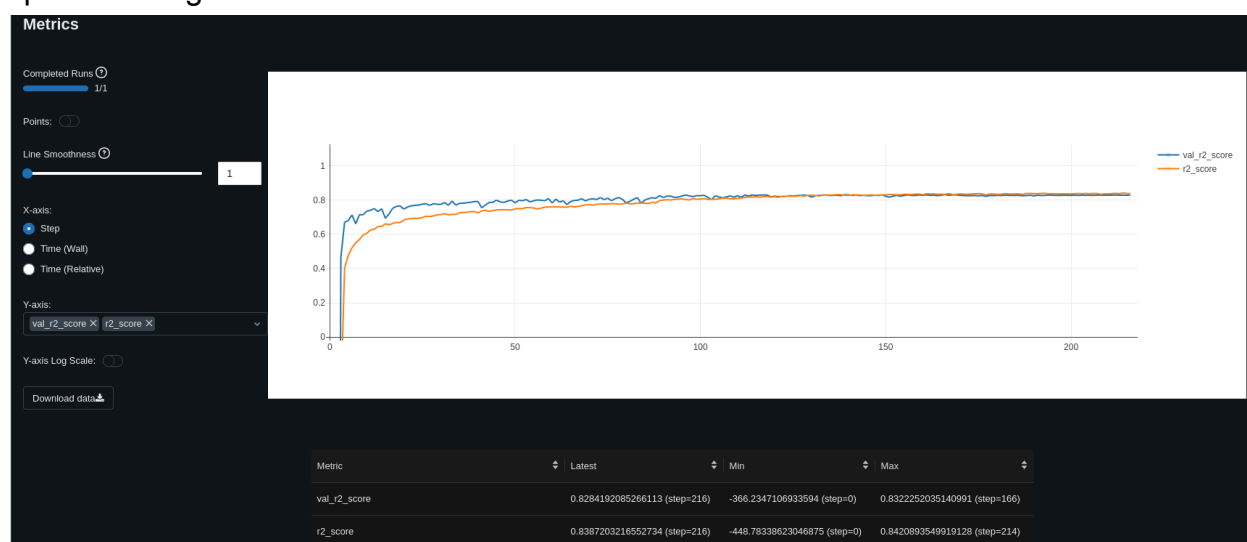 Metrics
Completed Runs
1/1
Points:
Line Smoothness
1
X-axis:
Step
Time (Wall)
Time (Relative)
Y-axis:
val_r2_score × r2_score ×
Y-axis Log Scale:
Download data
1
0.8
0.6
0.4
0.2
0
0 50 100 150 200
val_r2_score
r2_score
Metric Latest Min Max
val_r2_score 0.8284192085266113 (step=216) -366.2347106933594 (step=0) 0.8322252035140991 (step=166)
r2_score 0.8387203216552734 (step=216) -448.78338623046875 (step=0) 0.8420893549919128 (step=214)